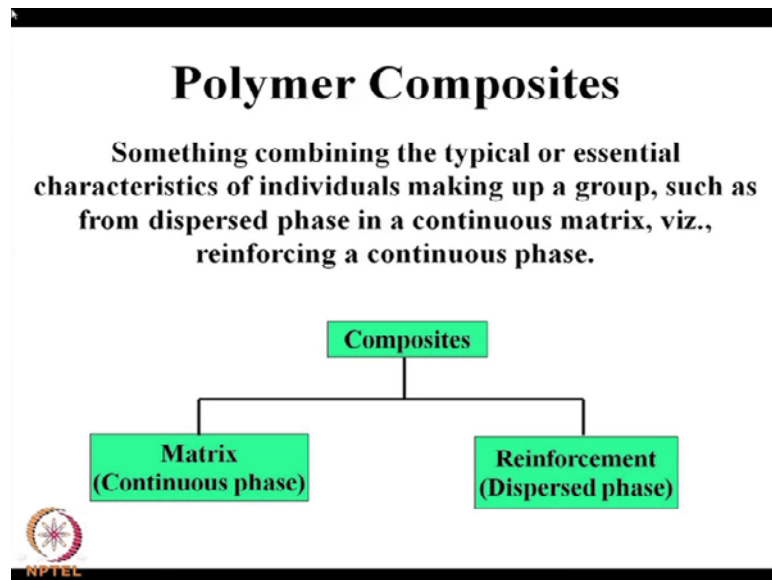 Polymer Composites
Something combining the typical or essential
characteristics of individuals making up a group, such as
from dispersed phase in a continuous matrix, viz.,
reinforcing a continuous phase.
Composites
Matrix
(Continuous phase)
Reinforcement
(Dispersed phase)
NPTEL